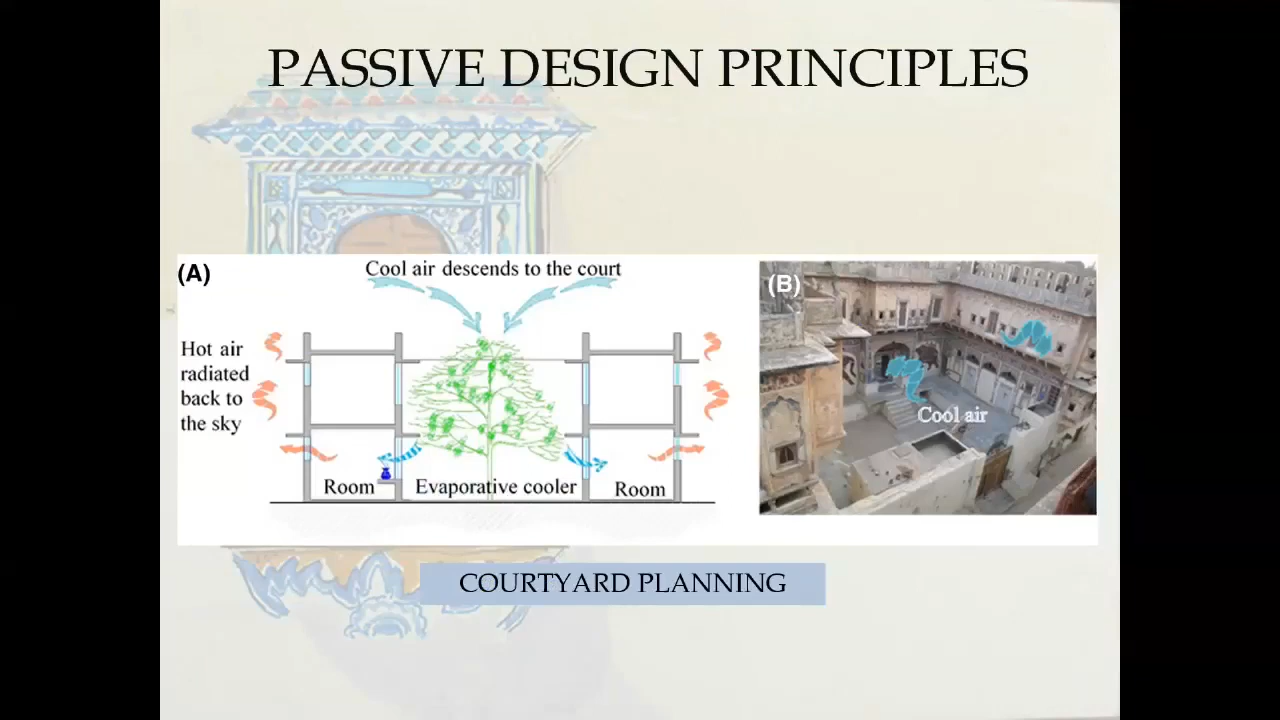 PASSIVE DESIGN PRINCIPLES
(A)
Cool air descends to the court
Hot air
radiated
back to
the sky
Room
Evaporative cooler
Room
(B)
Cool air
COURTYARD PLANNING